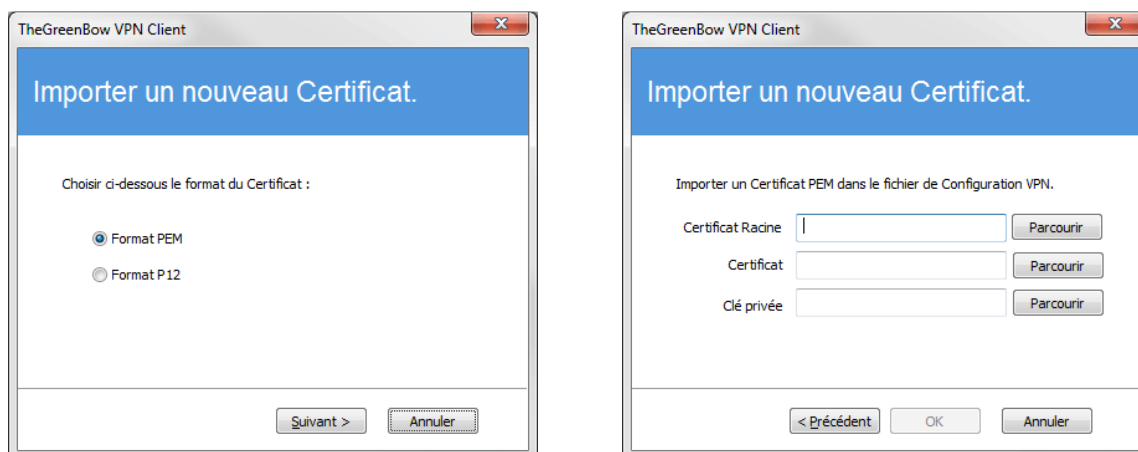 TheGreenBow VPN Client
Importer un nouveau Certificat.
Choisir ci-dessous le format du Certificat :
Format PEM
Format P12
Suivant >
Annuler
TheGreenBow VPN Client
Importer un nouveau Certificat.
Importer un Certificat PEM dans le fichier de Configuration VPN.
Certificat Racine
Parcourir
Certificat
Parcourir
Clé privée
Parcourir
< Précédent
OK
Annuler